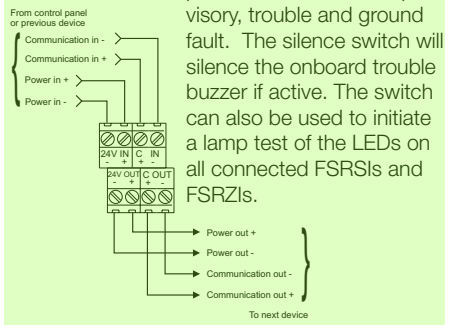 From control panel
or previous device
Communication in -
Communication in +
Power in +
Power in -
24V IN C IN
- + + -
24V OUT C OUT
- + + -
Power out +
Power out -
Communication out -
Communication out +
To next device
visory, trouble and ground
fault. The silence switch will
silence the onboard trouble
buzzer if active. The switch
can also be used to initiate
a lamp test of the LEDs on
all connected FSRSIs and
FSRZIs.